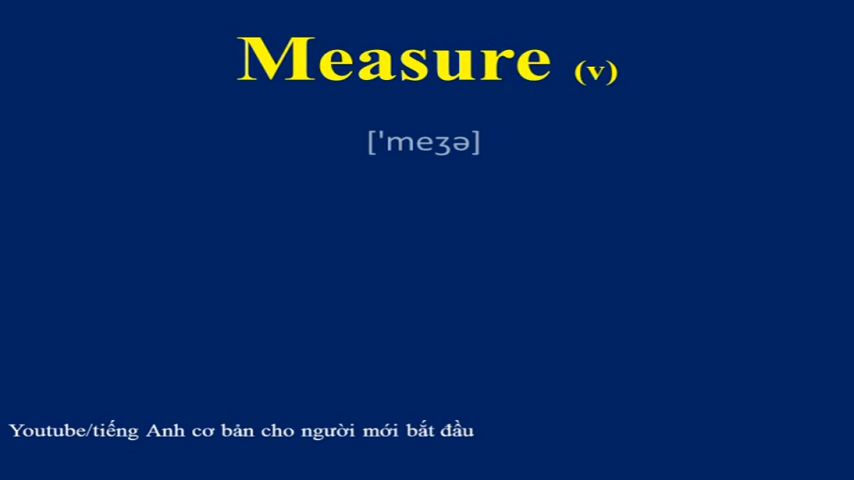 Measure (v)
['meʒə]
Youtube/tiếng Anh cơ bản cho người mới bắt đầu